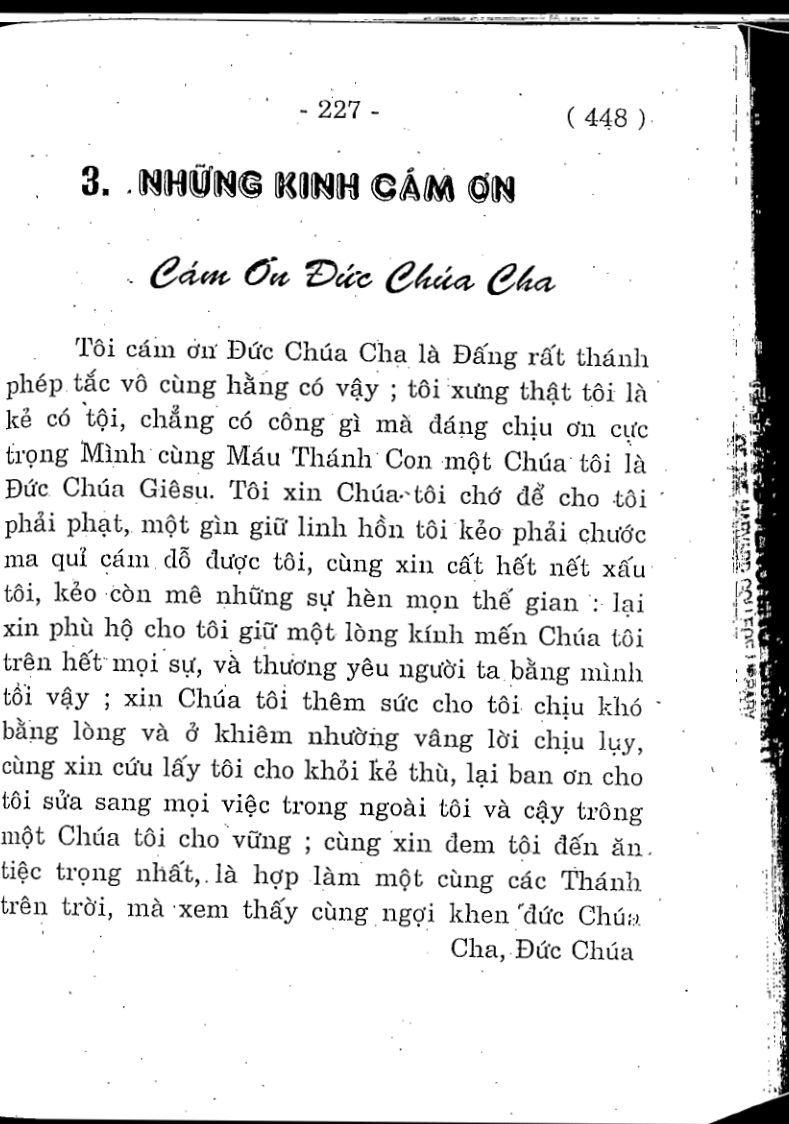 - 227 -
( 448 )
3. NHỮNG KINH CÁM ƠN
Cám Ơn Đức Chúa Cha
Tôi cám ơn Đức Chúa Cha là Đấng rất thánh
phép tắc vô cùng hằng có vậy ; tôi xưng thật tôi là
kẻ có tội, chẳng có công gì mà đáng chịu ơn cực
trọng Mình cùng Máu Thánh Con một Chúa tôi là
Đức Chúa Giêsu. Tôi xin Chúa tôi chớ để cho tôi
phải phạt, một gìn giữ linh hồn tôi kẻo phải chước
ma quỉ cám dỗ được tôi, cùng xin cất hết nết xấu
tôi, kẻo còn mê những sự hèn mọn thế gian : lại
xin phù hộ cho tôi giữ một lòng kính mến Chúa tôi
trên hết mọi sự, và thương yêu người ta bằng mình
tôi vậy ; xin Chúa tôi thêm sức cho tôi chịu khó
bằng lòng và ở khiêm nhường vâng lời chịu lụy,
cùng xin cứu lấy tôi cho khỏi kẻ thù, lại ban ơn cho
tôi sửa sang mọi việc trong ngoài tôi và cậy trông
một Chúa tôi cho vững ; cùng xin đem tôi đến ăn
tiệc trọng nhất, là hợp làm một cùng các Thánh
trên trời, mà xem thấy cùng ngợi khen đức Chúa
Cha, Đức Chúa